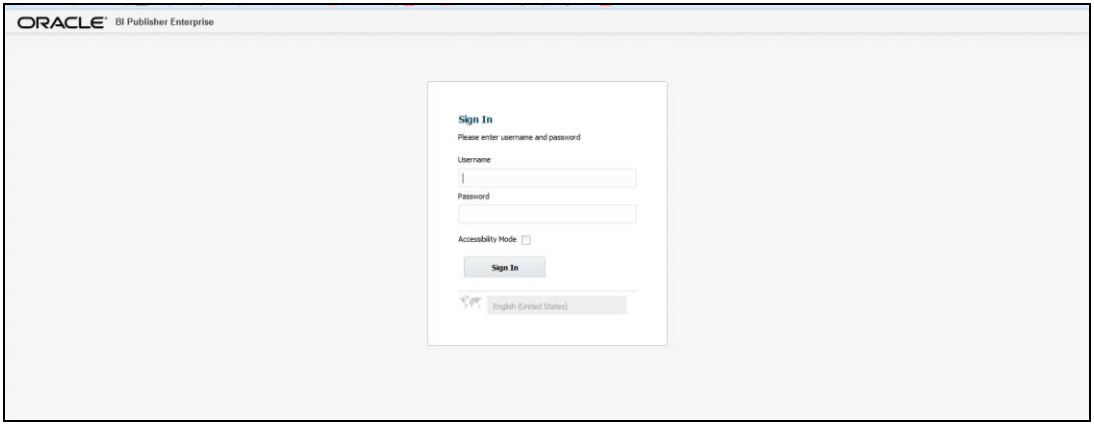 ORACLE® BI Publisher Enterprise
Sign In
Please enter username and password
Username
Password
Accessibility Mode
Sign In
English (United States)